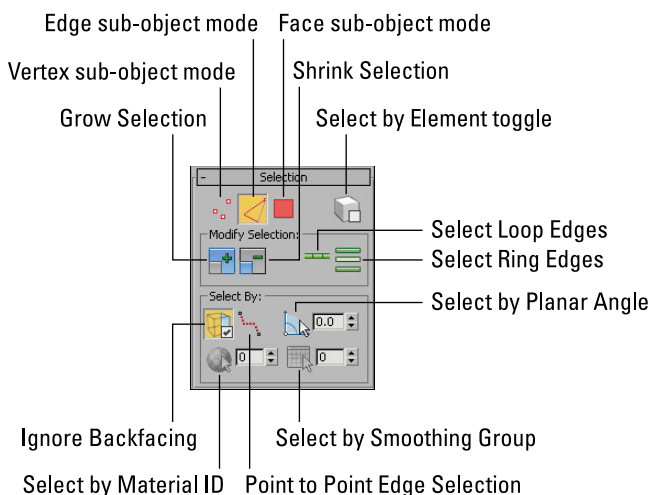 Edge sub-object mode Face sub-object mode
Vertex sub-object mode Shrink Selection
Grow Selection Select by Element toggle
- Selection
Modify Selection:
Select Loop Edges
Select Ring Edges
Select By:
Select by Planar Angle
0.0
0 0
Ignore Backfacing Select by Smoothing Group
Select by Material ID Point to Point Edge Selection